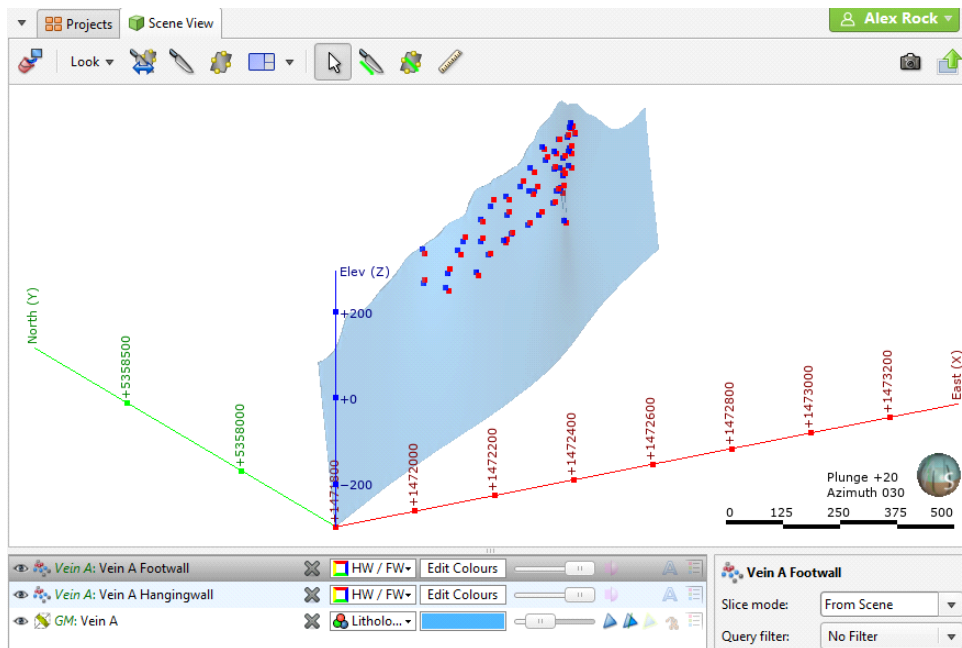 Projects
Scene View
Alex Rock
Look
Elev (Z)
+200
+0
-200
North (Y)
+5358500
+5358000
+1471800
+1472000
+1472200
+1472400
+1472600
+1472800
+1473000
+1473200
East (X)
Plunge +20
Azimuth 030
S
0 125 250 375 500
Vein A: Vein A Footwall
HW / FW
Edit Colours
A
Vein A: Vein A Hangingwall
HW / FW
Edit Colours
A
GM: Vein A
Litholo...
Vein A Footwall
Slice mode: From Scene
Query filter: No Filter